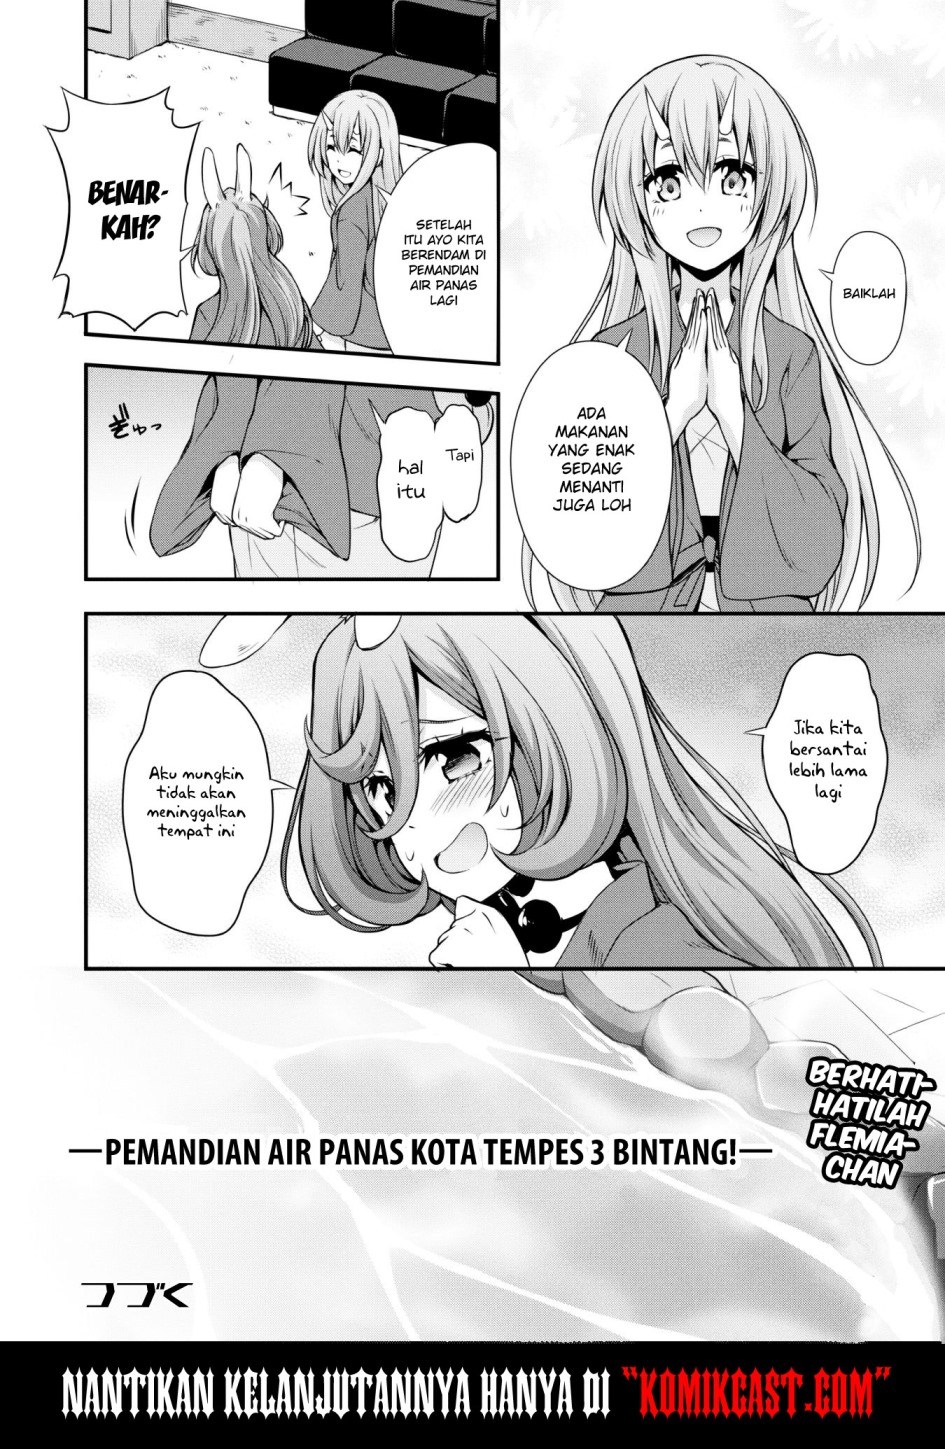 BAIKLAH
ADA
MAKANAN
YANG ENAK
SEDANG
MENANTI
JUGA LOH
SETELAH
ITU AYO KITA
BERENDAM DI
PEMANDIAN
AIR PANAS
LAGI
BENAR-
KAH?
Tapi
hal
itu
ぎゅっ
Jika kita
bersantai
lebih lama
lagi
Aku mungkin
tidak akan
meninggalkan
tempat ini
BERHATI-
HATILAH
FLEMIA-
CHAN
—PEMANDIAN AIR PANAS KOTA TEMPES 3 BINTANG!—
つづく
NANTIKAN KELANJUTANNYA HANYA DI "KOMIKCAST.COM"